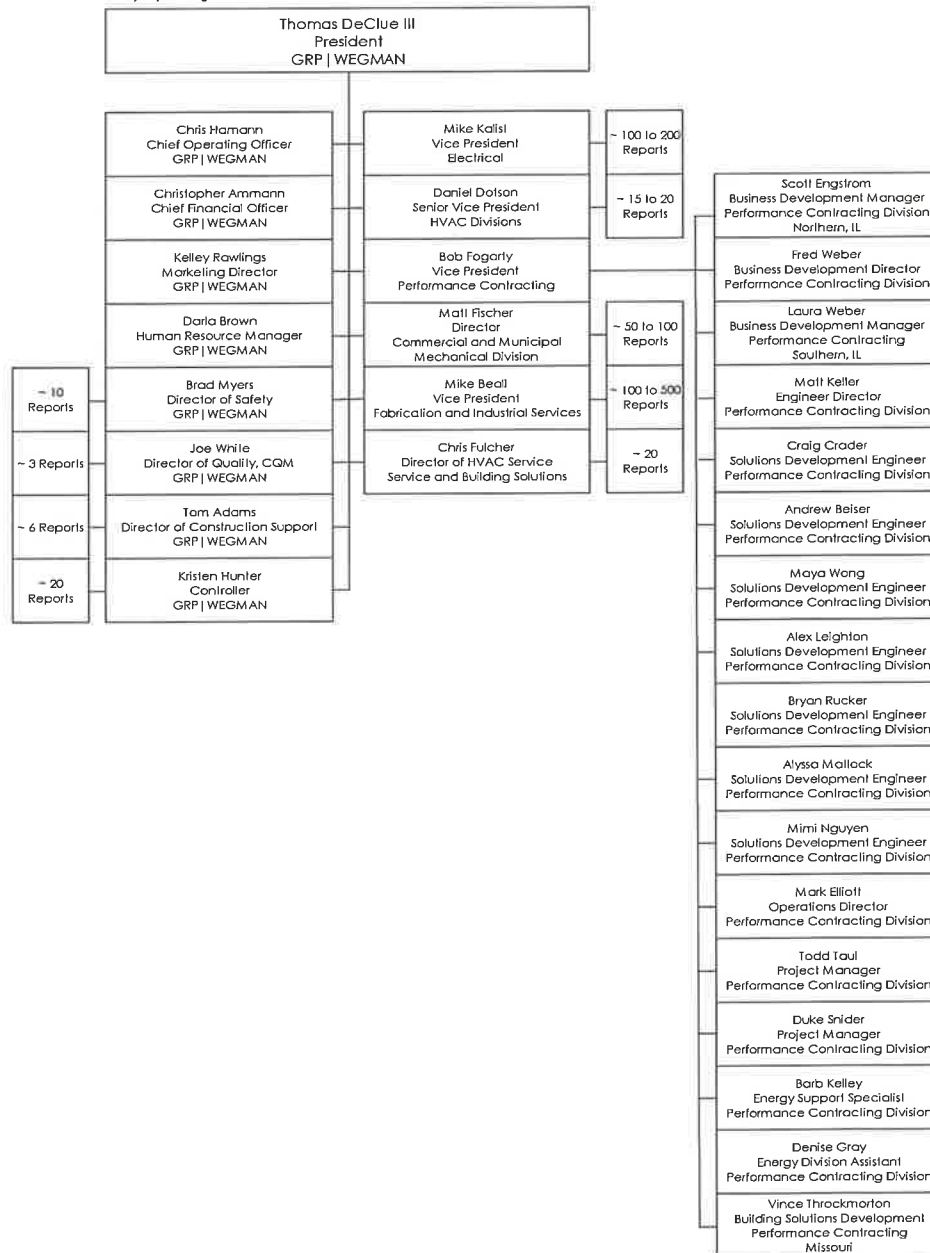 Thomas DeClue III
President
GRP | WEGMAN
Chris Hamann
Chief Operating Officer
GRP | WEGMAN
Christopher Ammann
Chief Financial Officer
GRP | WEGMAN
Kelley Rawlings
Marketing Director
GRP | WEGMAN
Darla Brown
Human Resource Manager
GRP | WEGMAN
~ 10
Reports
Brad Myers
Director of Safety
GRP | WEGMAN
~ 3 Reports
Joe White
Director of Quality, CQM
GRP | WEGMAN
~ 6 Reports
Tom Adams
Director of Construction Support
GRP | WEGMAN
~ 20
Reports
Kristen Hunter
Controller
GRP | WEGMAN
Mike Kalist
Vice President
Electrical
~ 100 to 200
Reports
Daniel Dotson
Senior Vice President
HVAC Divisions
~ 15 to 20
Reports
Bob Fogarty
Vice President
Performance Contracting
Matt Fischer
Director
Commercial and Municipal
Mechanical Division
~ 50 to 100
Reports
Mike Beall
Vice President
Fabrication and Industrial Services
~ 100 to 500
Reports
Chris Fulcher
Director of HVAC Service
Service and Building Solutions
~ 20
Reports
Scott Engstrom
Business Development Manager
Performance Contracting Division
Northern, IL
Fred Weber
Business Development Director
Performance Contracting Division
Laura Weber
Business Development Manager
Performance Contracting
Southern, IL
Matt Keller
Engineer Director
Performance Contracting Division
Craig Crader
Solutions Development Engineer
Performance Contracting Division
Andrew Beiser
Solutions Development Engineer
Performance Contracting Division
Maya Wong
Solutions Development Engineer
Performance Contracting Division
Alex Leighton
Solutions Development Engineer
Performance Contracting Division
Bryan Rucker
Solutions Development Engineer
Performance Contracting Division
Alyssa Mallock
Solutions Development Engineer
Performance Contracting Division
Mimi Nguyen
Solutions Development Engineer
Performance Contracting Division
Mark Elliott
Operations Director
Performance Contracting Division
Todd Taul
Project Manager
Performance Contracting Division
Duke Snider
Project Manager
Performance Contracting Division
Barb Kelley
Energy Support Specialist
Performance Contracting Division
Denise Gray
Energy Division Assistant
Performance Contracting Division
Vince Throckmorton
Building Solutions Development
Performance Contracting
Missouri